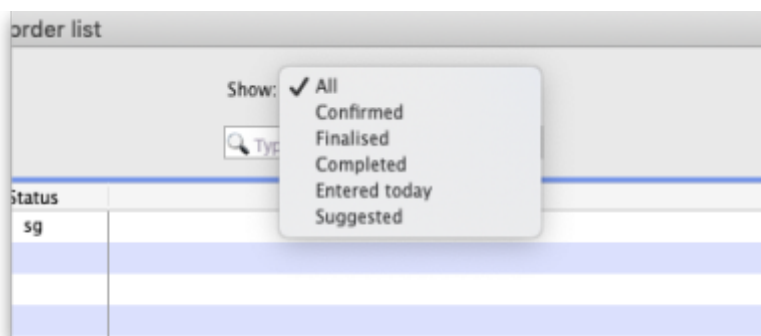 order list
Show: ✓ All
Confirmed
Finalised
Completed
Entered today
Suggested
Typ
Status
sg